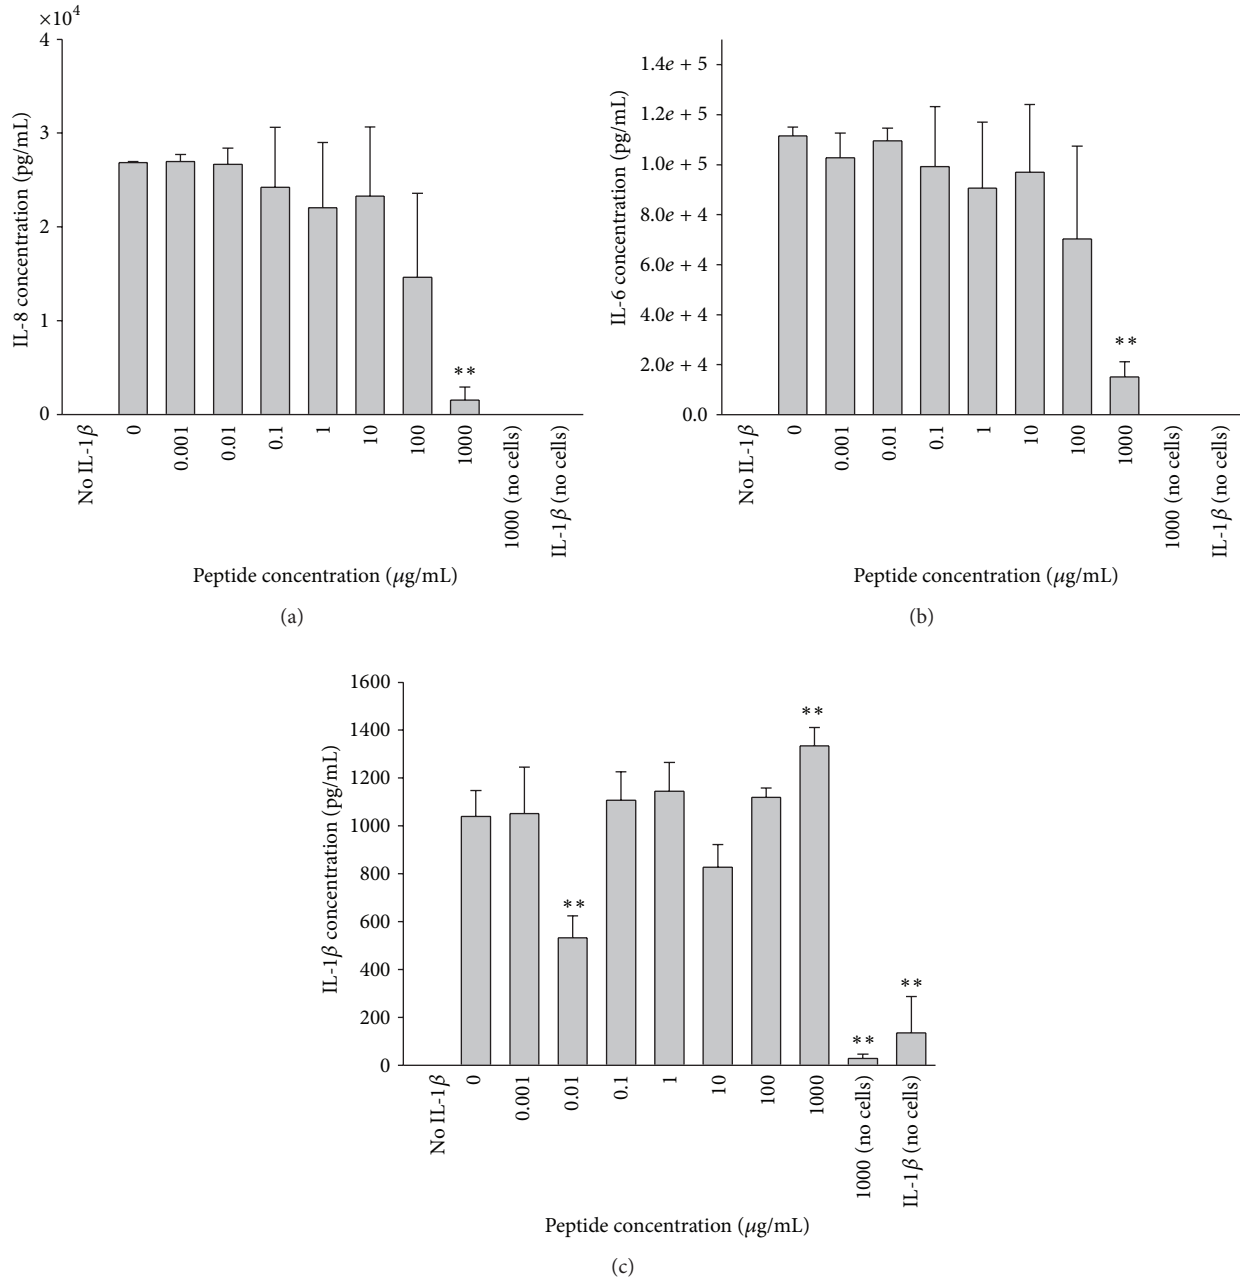 ×10⁴
4
3
2
1
0
IL-8 concentration (pg/mL)
No IL-1β
0
0.001
0.01
0.1
1
10
100
1000
1000 (no cells)
IL-1β (no cells)
**
Peptide concentration (μg/mL)
(a)
1.4e + 5
1.2e + 5
1.0e + 5
8.0e + 4
6.0e + 4
4.0e + 4
2.0e + 4
0.0
IL-6 concentration (pg/mL)
No IL-1β
0
0.001
0.01
0.1
1
10
100
1000
1000 (no cells)
IL-1β (no cells)
**
Peptide concentration (μg/mL)
(b)
1600
1400
1200
1000
800
600
400
200
0
IL-1β concentration (pg/mL)
No IL-1β
0
0.001
0.01
0.1
1
10
100
1000
1000 (no cells)
IL-1β (no cells)
**
**
**
**
Peptide concentration (μg/mL)
(c)